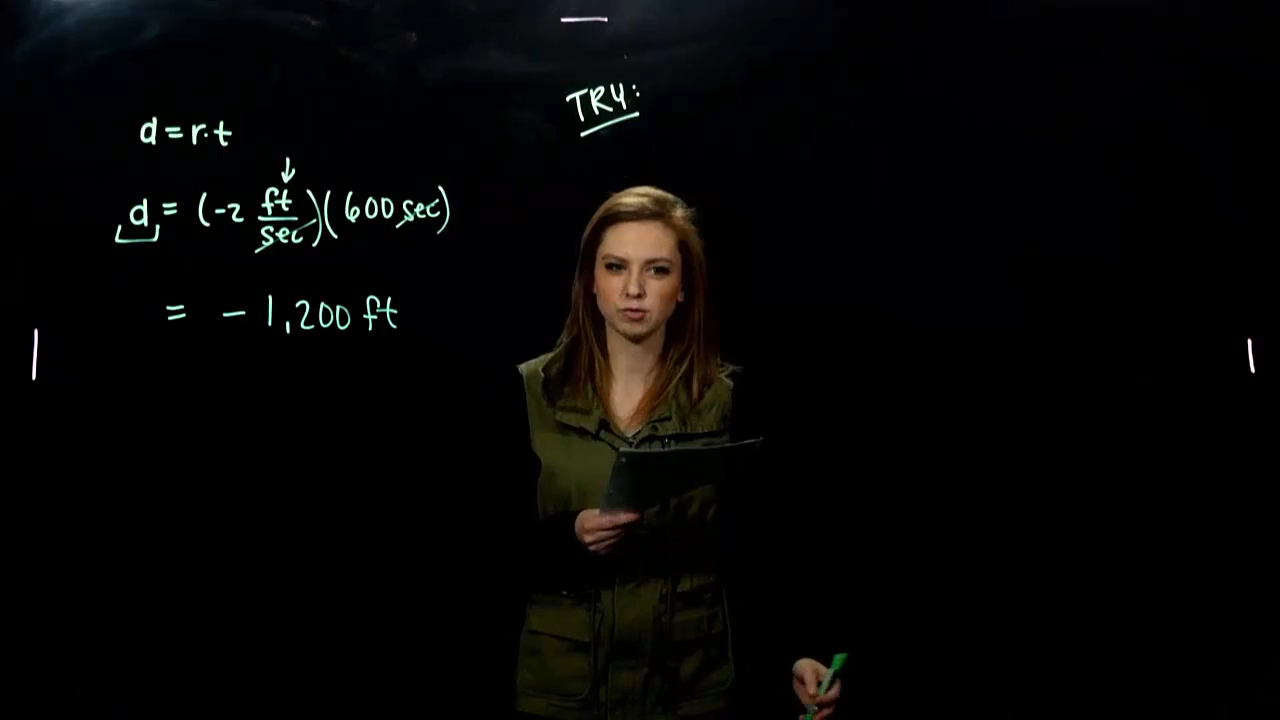 TRY:
d = r·t
d = (-2 ft/sec)(600 sec)
= -1,200 ft